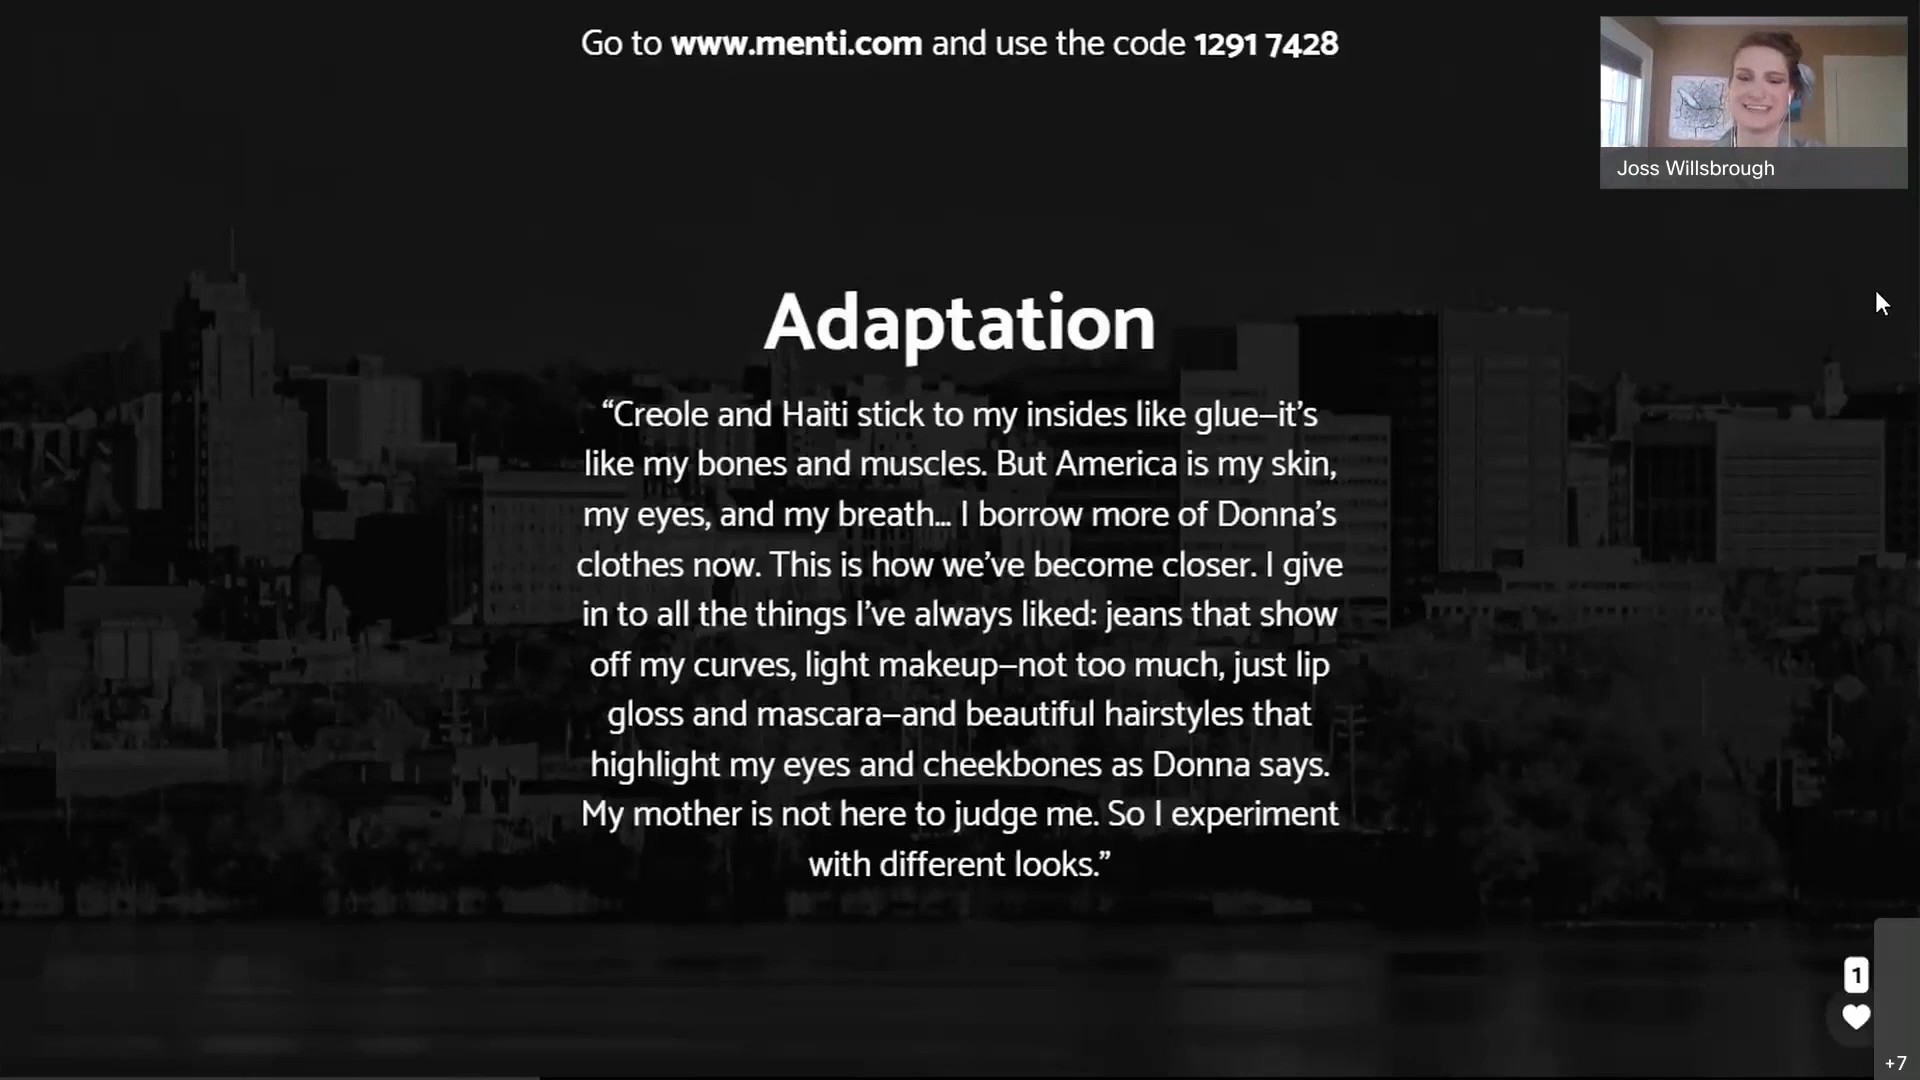 Go to www.menti.com and use the code 1291 7428
Joss Willsbrough
Adaptation
“Creole and Haiti stick to my insides like glue–it’s
like my bones and muscles. But America is my skin,
my eyes, and my breath... I borrow more of Donna’s
clothes now. This is how we’ve become closer. I give
in to all the things I’ve always liked: jeans that show
off my curves, light makeup–not too much, just lip
gloss and mascara–and beautiful hairstyles that
highlight my eyes and cheekbones as Donna says.
My mother is not here to judge me. So I experiment
with different looks.”
1
+7